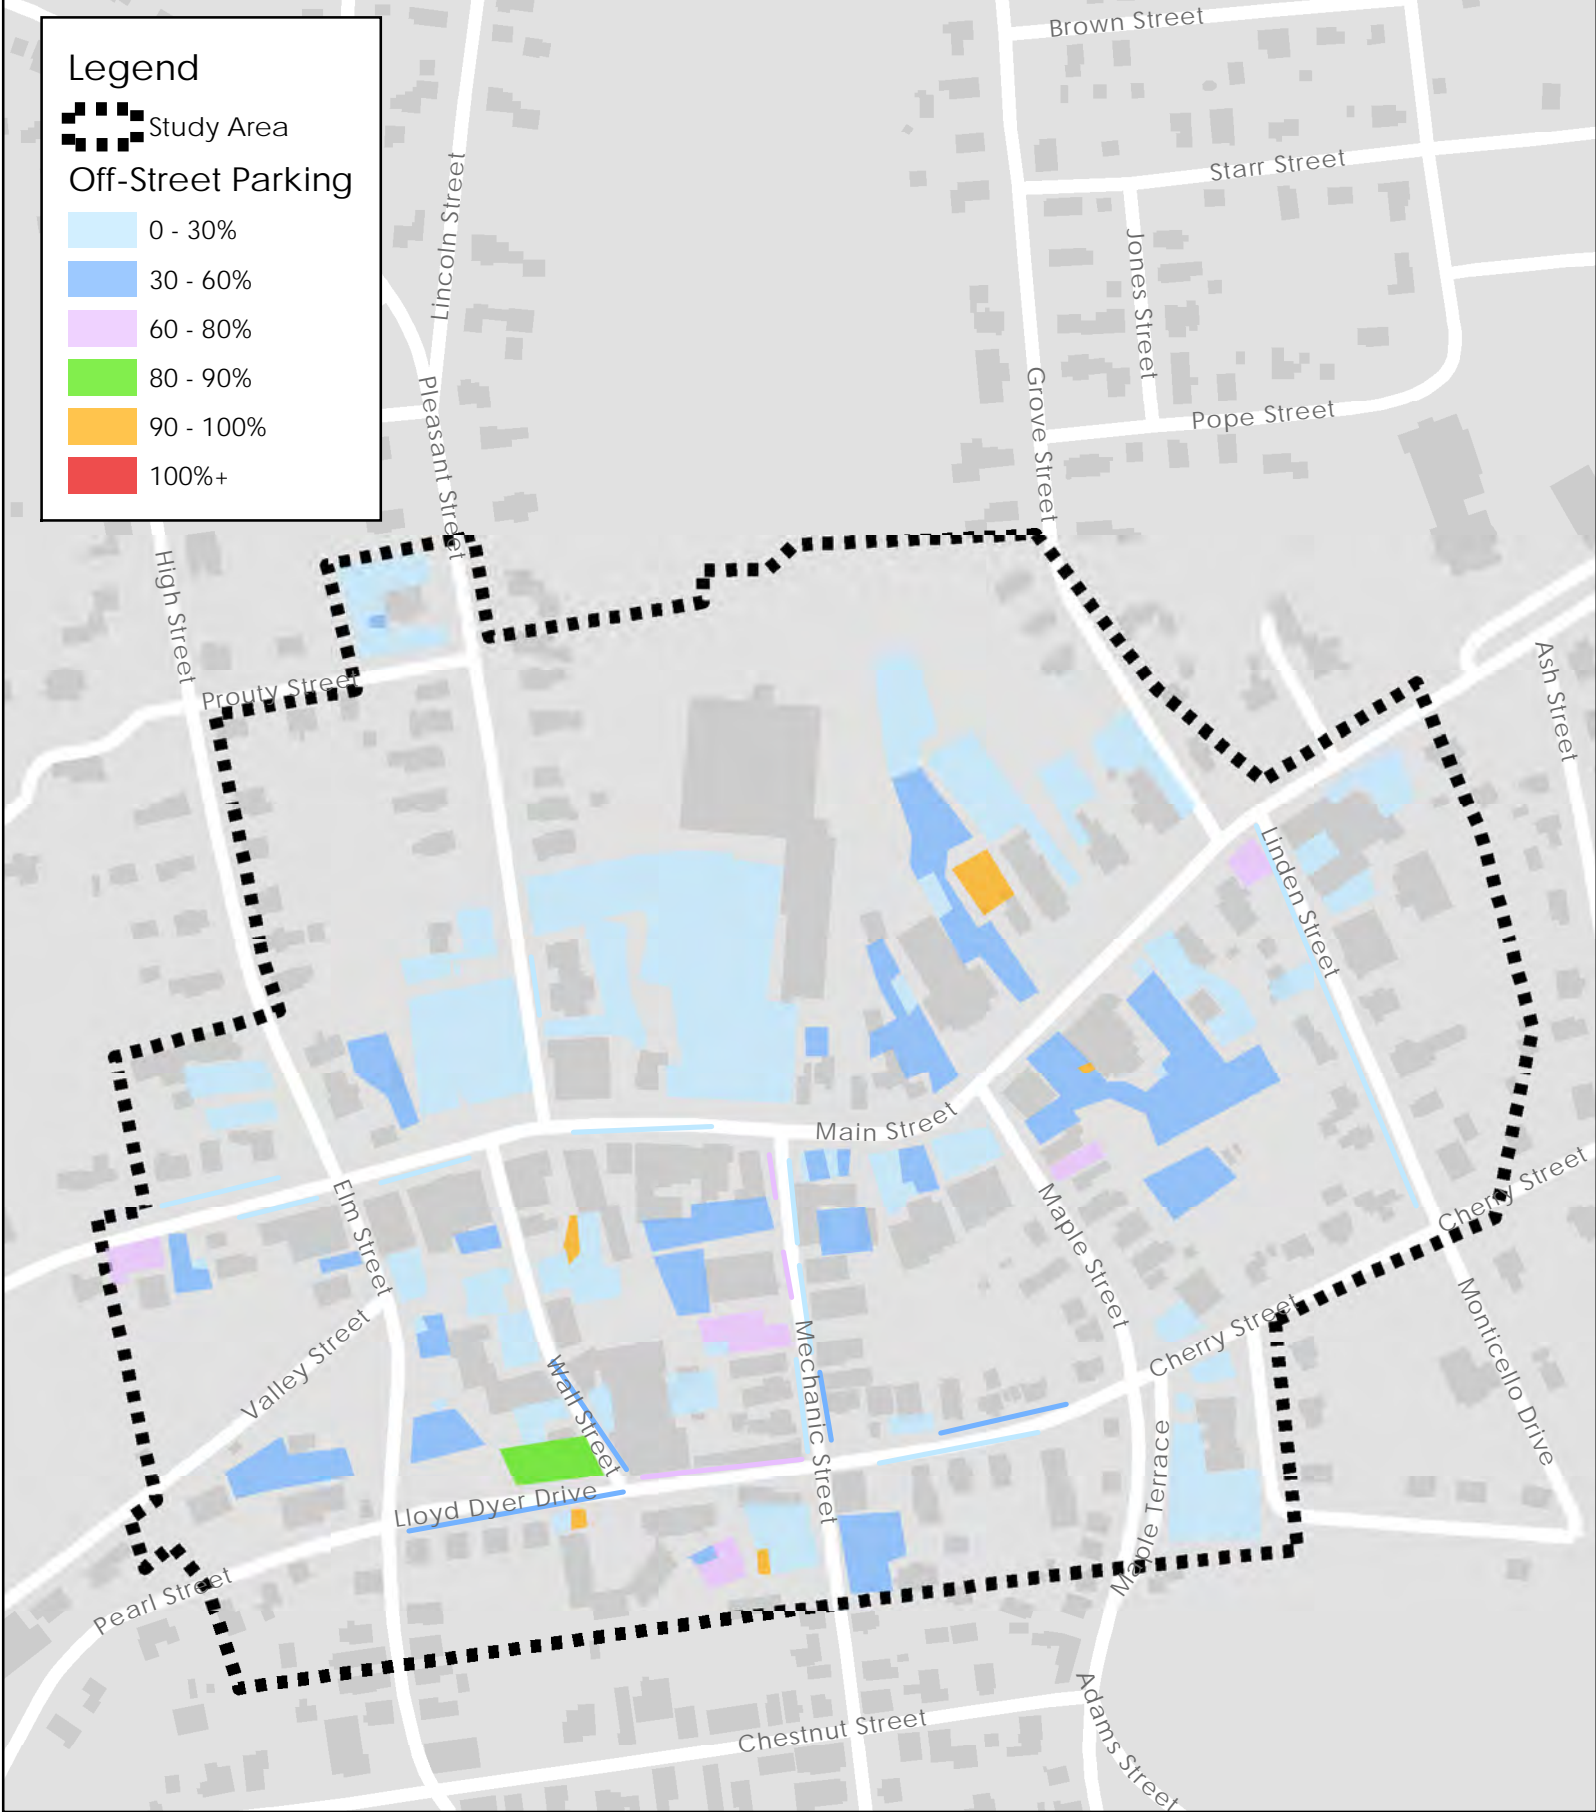 Legend
Study Area
Off-Street Parking
0 - 30%
30 - 60%
60 - 80%
80 - 90%
90 - 100%
100%+
Brown Street
Starr Street
Lincoln Street
Jones Street
Pleasant Street
Grove Street
Pope Street
High Street
Prouty Street
Ash Street
Linden Street
Main Street
Elm Street
Maple Street
Cherry Street
Valley Street
Wall Street
Mechanic Street
Cherry Street
Monticello Drive
Lloyd Dyer Drive
Maple Terrace
Pearl Street
Chestnut Street
Adams Street